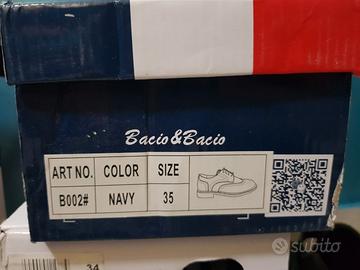 Bacio&Bacio
ART NO. COLOR SIZE
B002# NAVY 35
subito
34